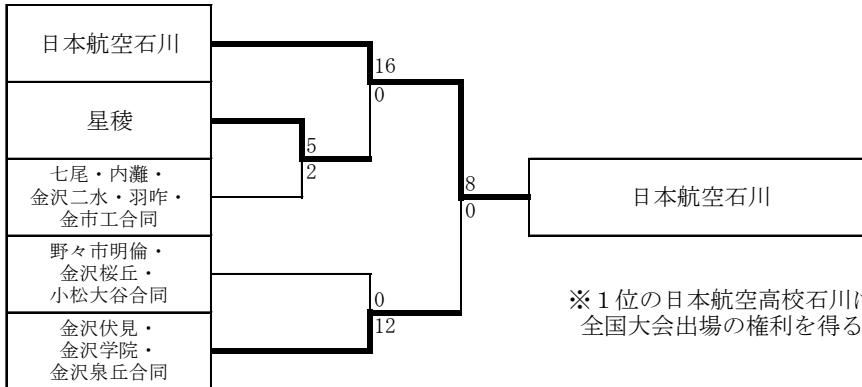 日本航空石川
16
0
星稜
5
2
七尾・内灘・
金沢二水・羽咋・
金市工合同
8
0
日本航空石川
野々市明倫・
金沢桜丘・
小松大谷合同
0
12
金沢伏見・
金沢学院・
金沢泉丘合同
※１位の日本航空高校石川は
全国大会出場の権利を得る